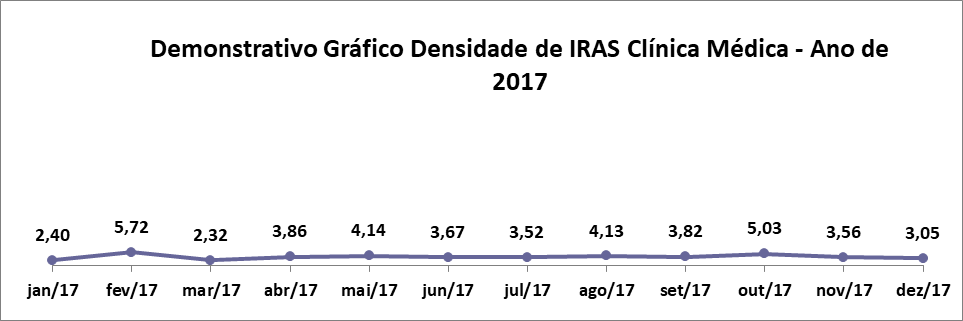 Demonstrativo Gráfico Densidade de IRAS Clínica Médica - Ano de
2017
2,40 5,72 2,32 3,86 4,14 3,67 3,52 4,13 3,82 5,03 3,56 3,05
jan/17 fev/17 mar/17 abr/17 mai/17 jun/17 jul/17 ago/17 set/17 out/17 nov/17 dez/17